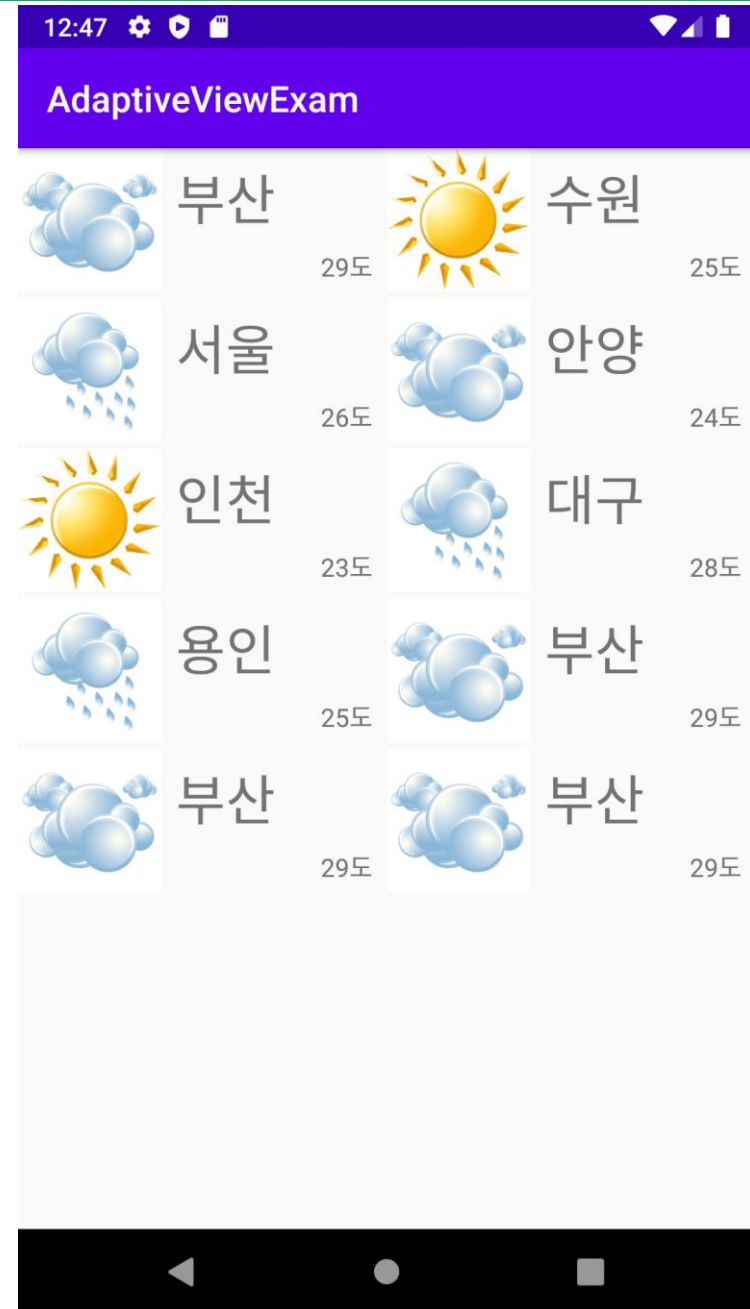 12:47
AdaptiveViewExam
부산 수원
29도 25도
서울 안양
26도 24도
인천 대구
23도 28도
용인 부산
25도 29도
부산 부산
29도 29도